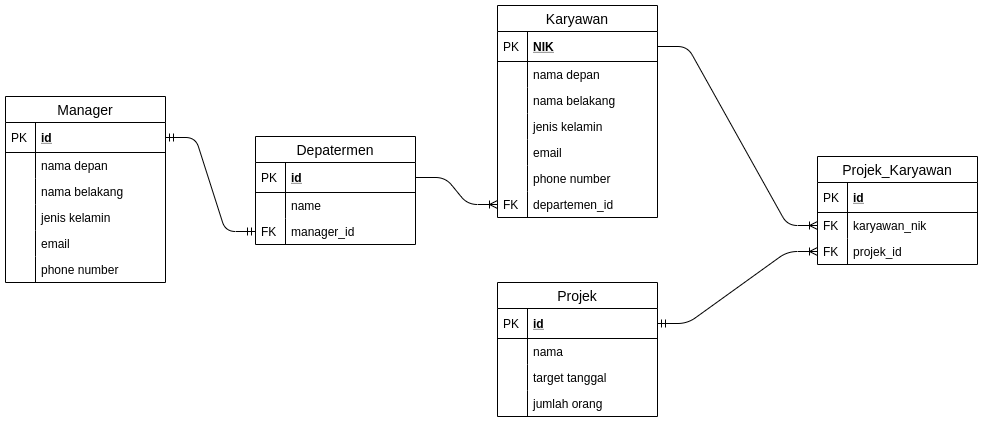 Manager
PK id
nama depan
nama belakang
jenis kelamin
email
phone number
Depatermen
PK id
name
FK manager_id
Karyawan
PK NIK
nama depan
nama belakang
jenis kelamin
email
phone number
FK departemen_id
Projek
PK id
nama
target tanggal
jumlah orang
Projek_Karyawan
PK id
FK karyawan_nik
FK projek_id